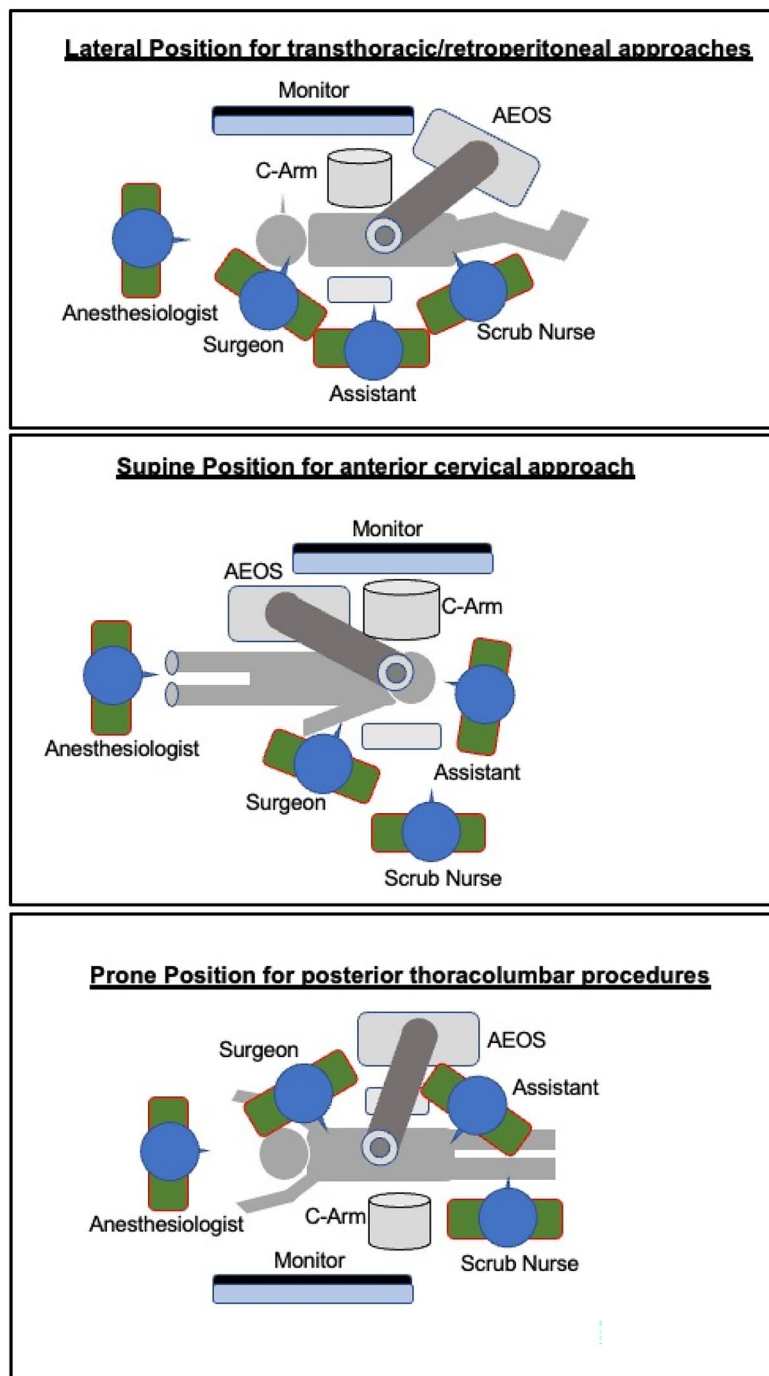 Lateral Position for transthoracic/retroperitoneal approaches
Monitor
AEOS
C-Arm
Anesthesiologist
Surgeon
Scrub Nurse
Assistant
Supine Position for anterior cervical approach
Monitor
AEOS
C-Arm
Anesthesiologist
Assistant
Surgeon
Scrub Nurse
Prone Position for posterior thoracolumbar procedures
Surgeon
AEOS
Assistant
Anesthesiologist
C-Arm
Monitor
Scrub Nurse